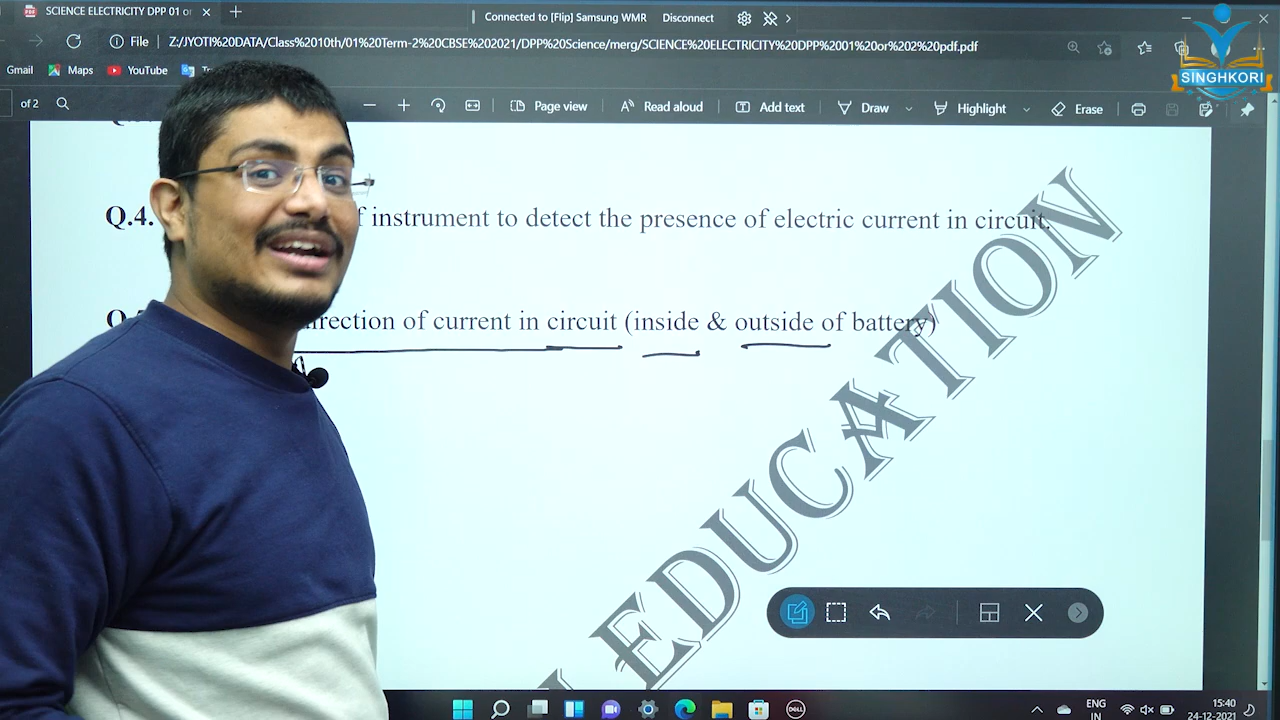 SCIENCE ELECTRICITY DPP 01 or
Connected to [Flip] Samsung WMR Disconnect
File Z:/JYOTI%20DATA/Class%2010th/01%20Term-2%20CBSE%202021/DPP%20Science/merg/SCIENCE%20ELECTRICITY%20DPP%2001%20or%202%20pdf.pdf
Gmail Maps YouTube
SINGHKORI
of 2 Page view Read aloud Add text Draw Highlight Erase
Q.4. instrument to detect the presence of electric current in circuit.
direction of current in circuit (inside & outside of battery)
EDUCATION
ENG
IN
15:40
24-12-2021
DELL